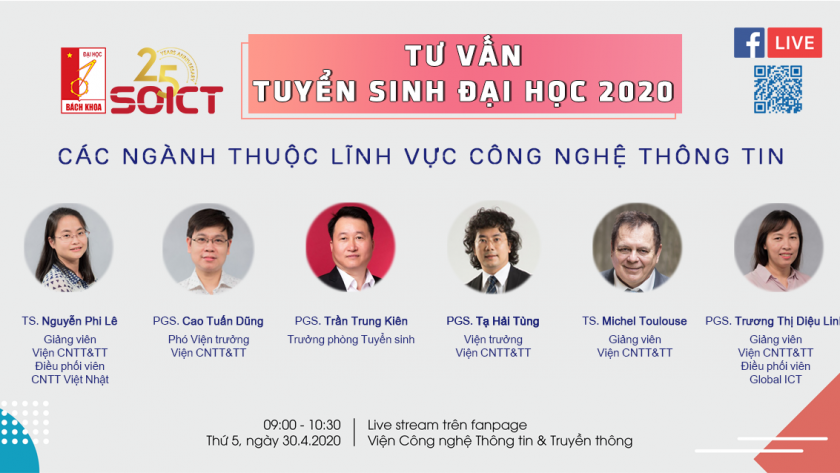 ĐẠI HỌC
BÁCH KHOA
25
YEARS ANNIVERSARY
SOICT
TƯ VẤN
TUYỂN SINH ĐẠI HỌC 2020
LIVE
CÁC NGÀNH THUỘC LĨNH VỰC CÔNG NGHỆ THÔNG TIN
TS. Nguyễn Phi Lê
Giảng viên
Viện CNTT&TT
Điều phối viên
CNTT Việt Nhật
PGS. Cao Tuấn Dũng
Phó Viện trưởng
Viện CNTT&TT
PGS. Trần Trung Kiên
Trưởng phòng Tuyển sinh
PGS. Tạ Hải Tùng
Viện trưởng
Viện CNTT&TT
TS. Michel Toulouse
Giảng viên
Viện CNTT&TT
PGS. Trương Thị Diệu Lin
Giảng viên
Viện CNTT&TT
Điều phối viên
Global ICT
09:00 - 10:30
Thứ 5, ngày 30.4.2020
Live stream trên fanpage
Viện Công nghệ Thông tin & Truyền thông